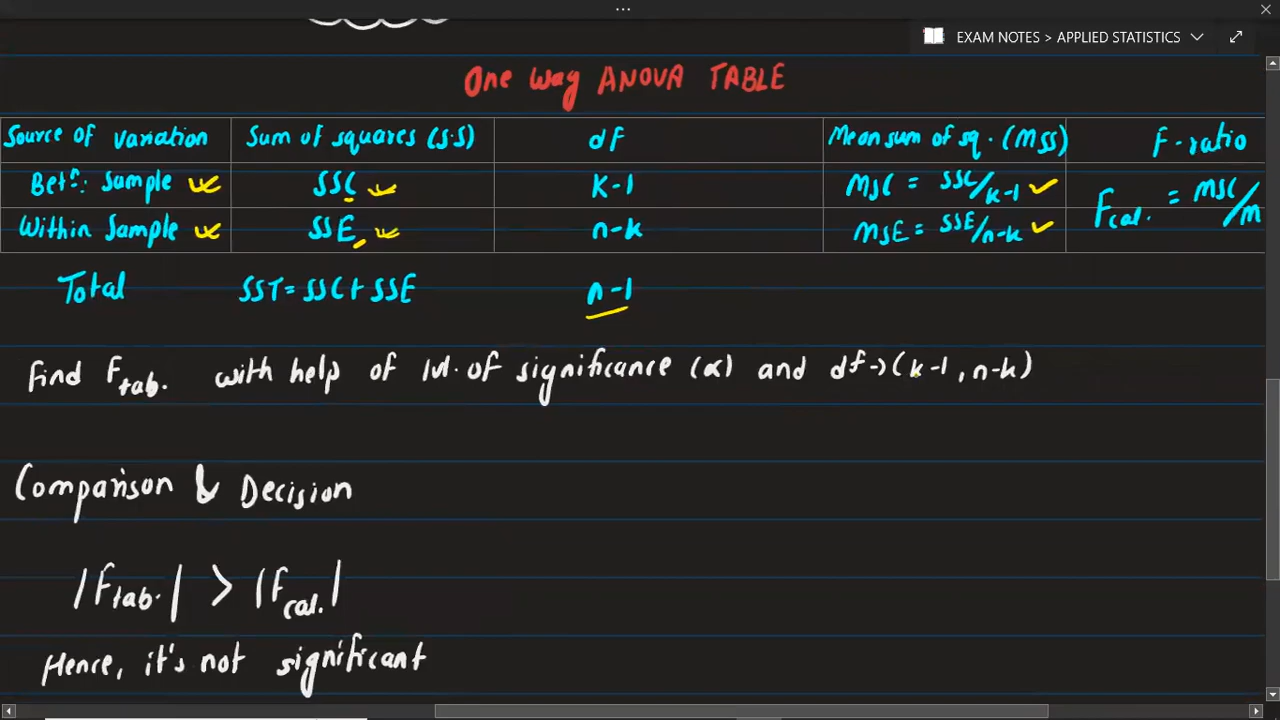 EXAM NOTES > APPLIED STATISTICS
One Way ANOVA TABLE
Source of variation Sum of squares (S.S) df Mean sum of sq. (MSS) F-ratio
Betn: Sample SSC K-1 MSC = SSC/k-1 Fcal. = MSC/M
Within Sample SSE n-k MSE = SSE/n-k
Total SST = SSC + SSE n-1
Find Ftab. with help of lvl. of significance (α) and df→(k-1, n-k)
Comparison & Decision
|Ftab.| > |Fcal.|
Hence, it's not significant